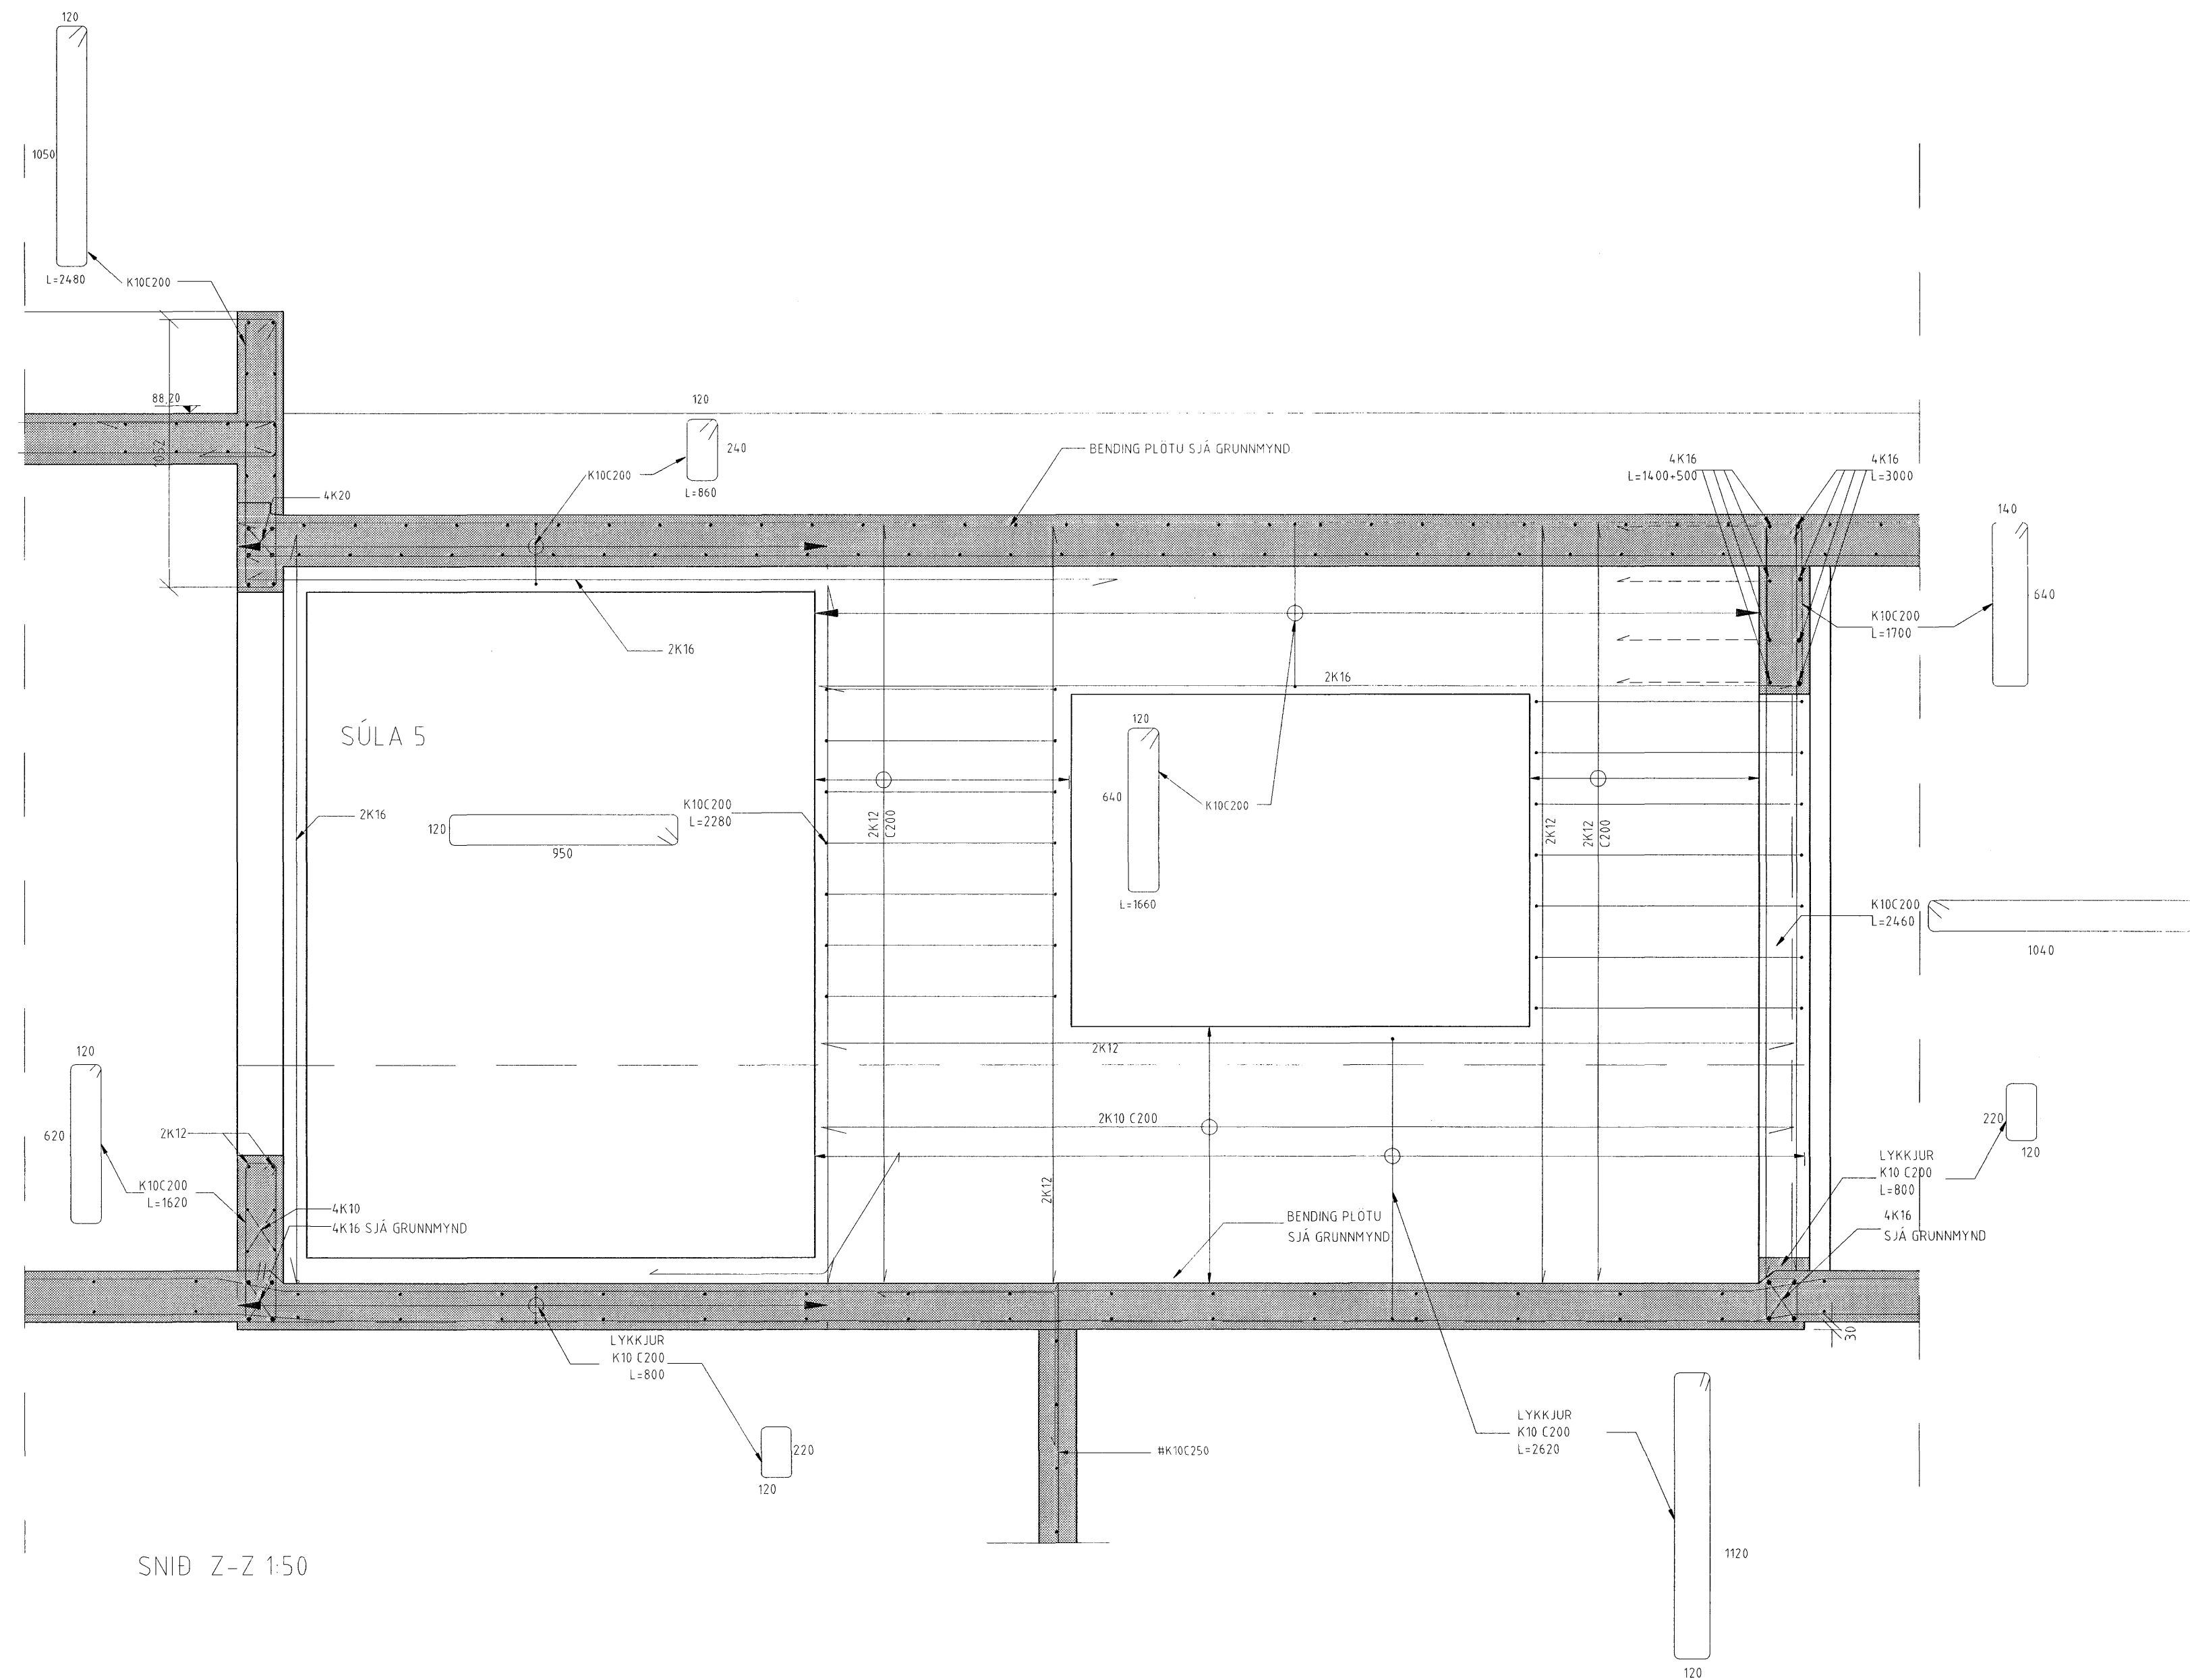 120
1050
L=2480
K10C200
88,20
1052
4K20
120
240
K10C200
L=860
BENDING PLÖTU SJÁ GRUNNMYND
4K16
L=1400+500
4K16
L=3000
140
640
K10C200
L=1700
2K16
2K16
SÚLA 5
120
640
K10C200
L=1660
2K16
K10C200
L=2280
120
950
2K12
C200
2K12
2K12
C200
K10C200
L=2460
1040
2K12
120
620
2K12
K10C200
L=1620
4K10
4K16 SJÁ GRUNNMYND
2K10 C200
2K12
BENDING PLÖTU
SJÁ GRUNNMYND
220
120
LYKKJUR
K10 C200
L=800
4K16
SJÁ GRUNNMYND
30
LYKKJUR
K10 C200
L=800
220
120
#K10C250
LYKKJUR
K10 C200
L=2620
1120
120
SNIÐ Z-Z 1:50